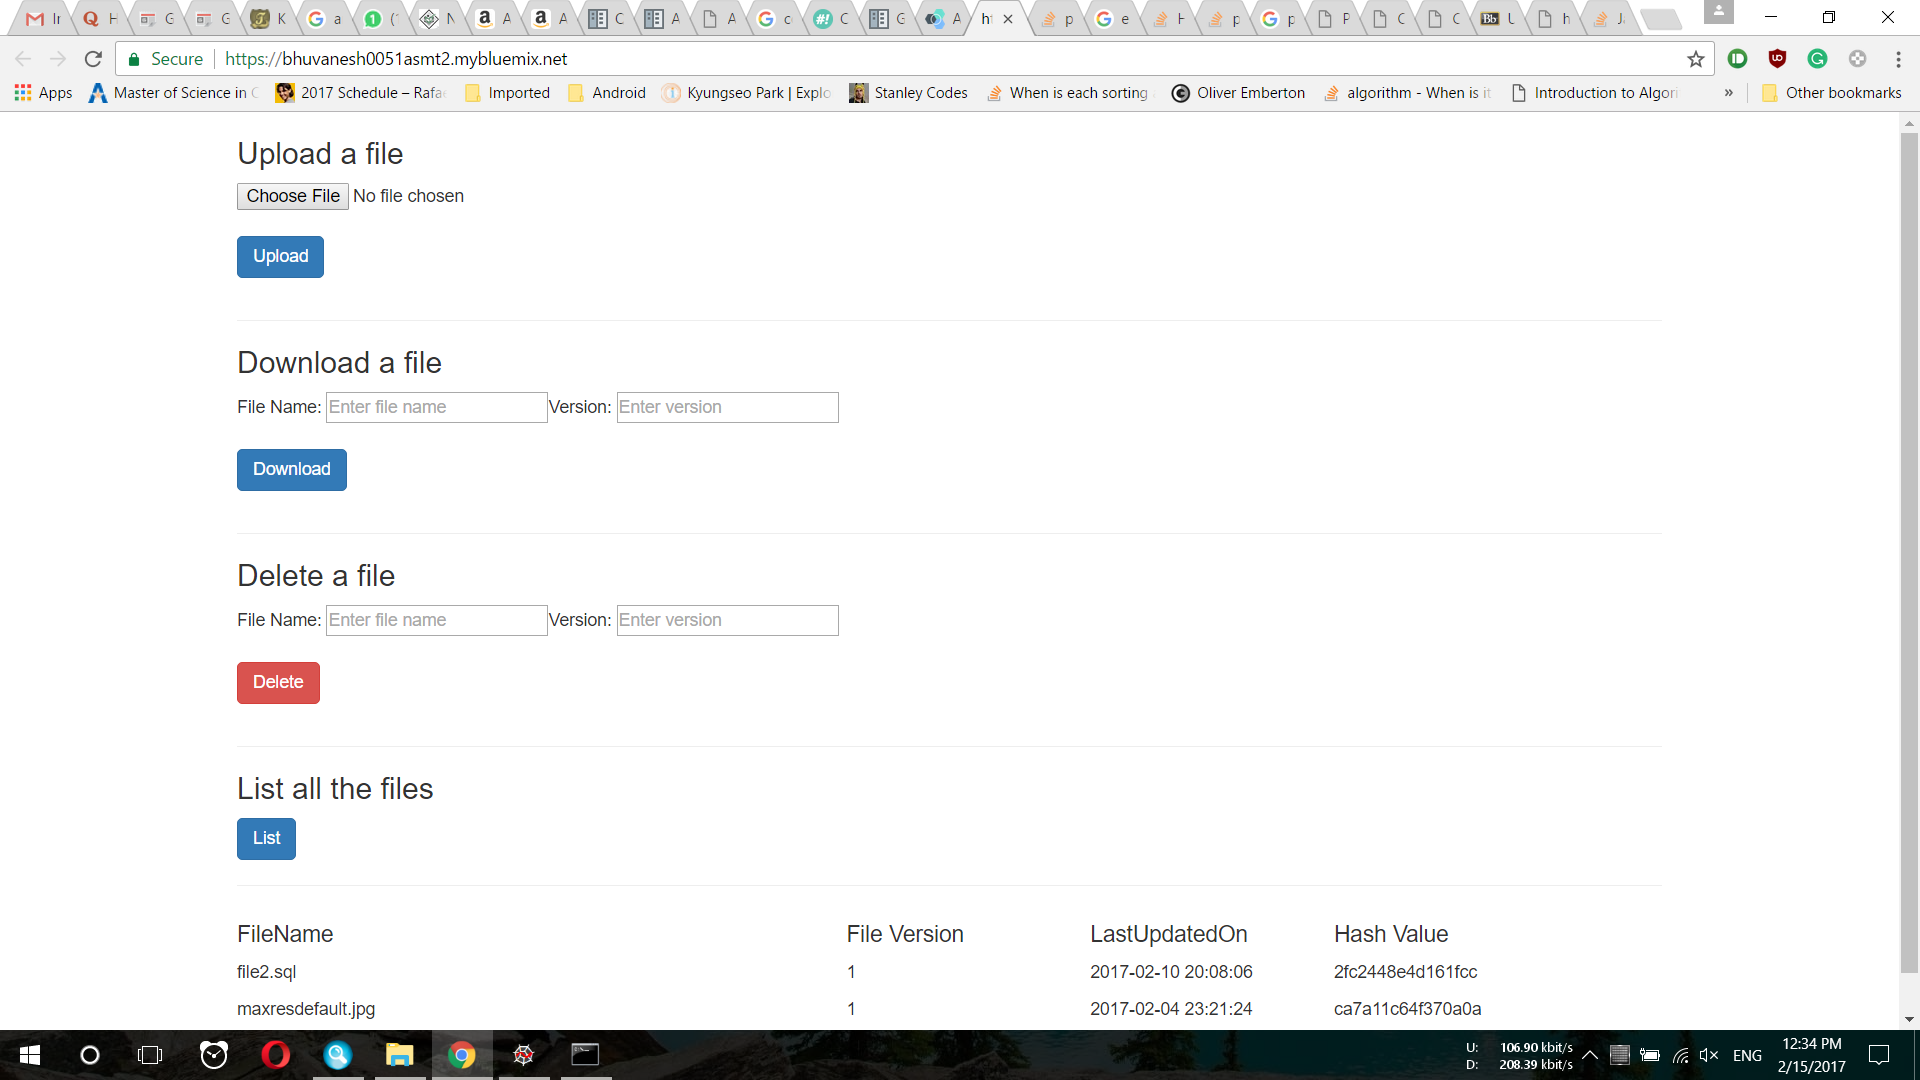 Secure https://bhuvanesh0051asmt2.mybluemix.net
Apps Master of Science in C 2017 Schedule – Rafae Imported Android Kyungseo Park | Explo Stanley Codes When is each sorting Oliver Emberton algorithm - When is it Introduction to Algori » Other bookmarks
Upload a file
Choose File No file chosen
Upload
Download a file
File Name: Enter file name Version: Enter version
Download
Delete a file
File Name: Enter file name Version: Enter version
Delete
List all the files
List
FileName File Version LastUpdatedOn Hash Value
file2.sql 1 2017-02-10 20:08:06 2fc2448e4d161fcc
maxresdefault.jpg 1 2017-02-04 23:21:24 ca7a11c64f370a0a
U: 106.90 kbit/s
D: 208.39 kbit/s
ENG
12:34 PM
2/15/2017